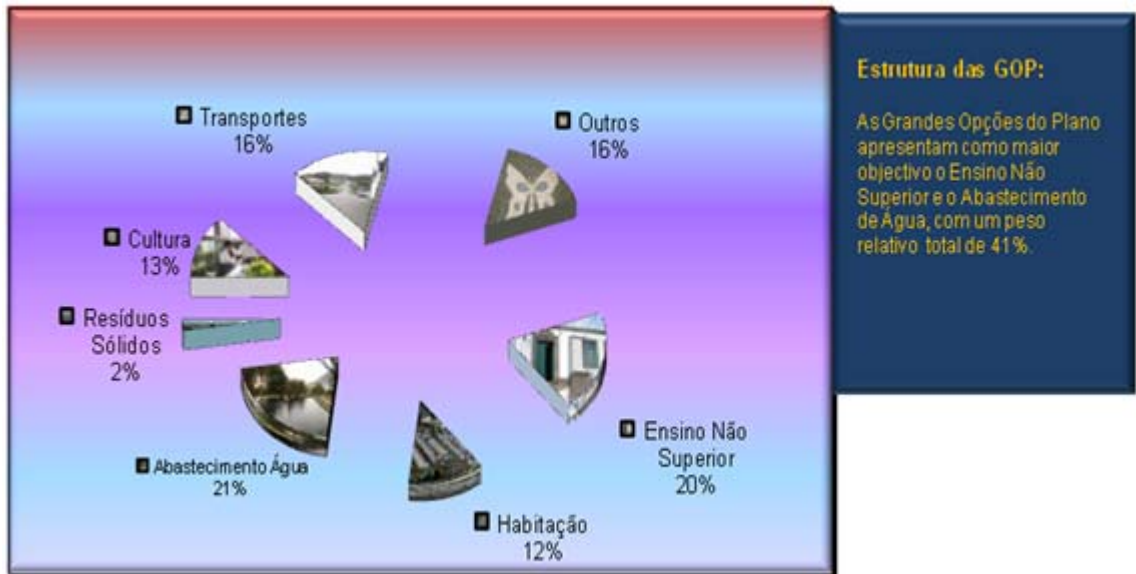 Transportes
16%
Outros
16%
Cultura
13%
Resíduos
Sólidos
2%
Abastecimento Água
21%
Habitação
12%
Ensino Não
Superior
20%
Estrutura das GOP:
As Grandes Opções do Plano
apresentam como maior
objectivo o Ensino Não
Superior e o Abastecimento
de Água, com um peso
relativo total de 41%.